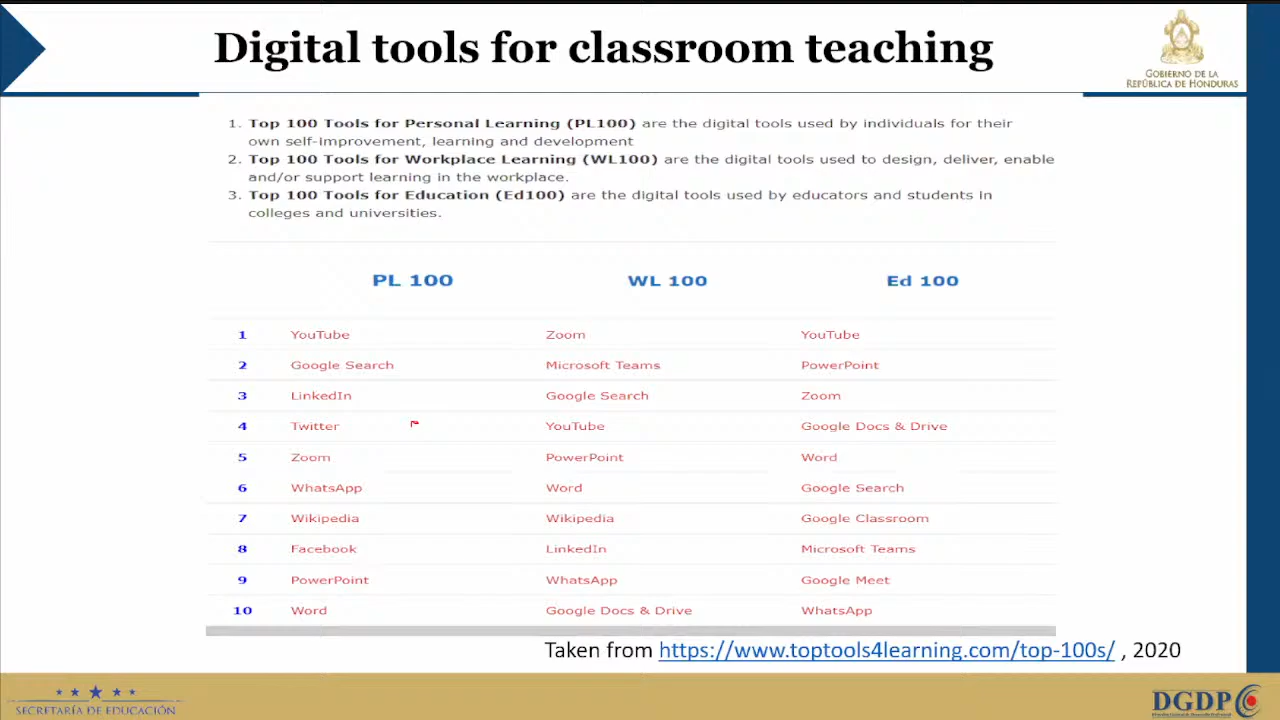 Digital tools for classroom teaching
GOBIERNO DE LA
REPÚBLICA DE HONDURAS
1. Top 100 Tools for Personal Learning (PL100) are the digital tools used by individuals for their
own self-improvement, learning and development
2. Top 100 Tools for Workplace Learning (WL100) are the digital tools used to design, deliver, enable
and/or support learning in the workplace.
3. Top 100 Tools for Education (Ed100) are the digital tools used by educators and students in
colleges and universities.
PL 100 WL 100 Ed 100
1 YouTube Zoom YouTube
2 Google Search Microsoft Teams PowerPoint
3 LinkedIn Google Search Zoom
4 Twitter YouTube Google Docs & Drive
5 Zoom PowerPoint Word
6 WhatsApp Word Google Search
7 Wikipedia Wikipedia Google Classroom
8 Facebook LinkedIn Microsoft Teams
9 PowerPoint WhatsApp Google Meet
10 Word Google Docs & Drive WhatsApp
Taken from https://www.toptools4learning.com/top-100s/ , 2020
SECRETARÍA DE EDUCACIÓN
DGDP